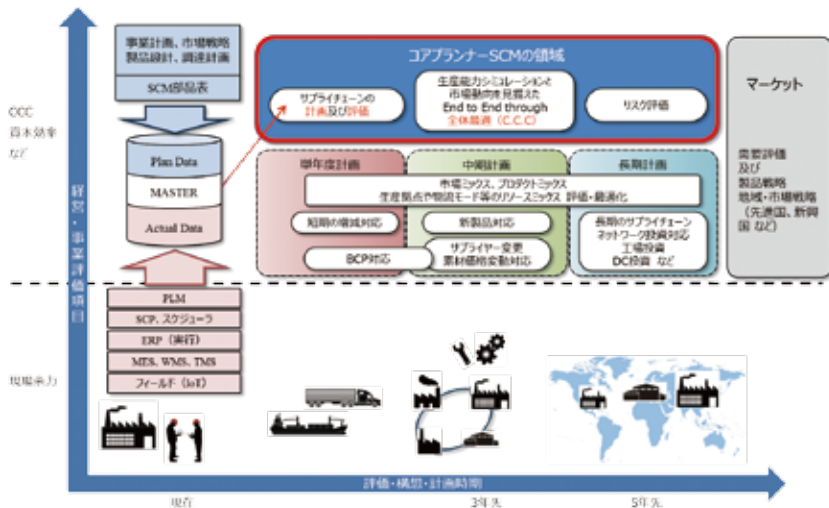 事業計画、市場戦略
製品設計、調達計画
SCM部品表
Plan Data
MASTER
Actual Data
PLM
SCP、スケジューラ
ERP（実行）
MES、WMS、TMS
フィールド（IoT）
CCC
資本効率
など
経営・事業評価項目
現場実力
コアプランナーSCMの領域
サプライチェーンの
計画及び評価
生産能力シミュレーションと
市場動向を見据えた
End to End through
全体最適（C.C.C）
リスク評価
単年度計画
中期計画
長期計画
市場ミックス、プロダクトミックス
生産拠点や物流モード等のリソースミックス 評価・最適化
短期の増減対応
新製品対応
BCP対応
サプライヤー変更
素材価格変動対応
長期のサプライチェーン
ネットワーク投資対応
工場投資
DC投資 など
マーケット
需要評価
及び
製品戦略
地域・市場戦略
（先進国、新興
国など）
評価・構想・計画時期
現在
3年先
5年先